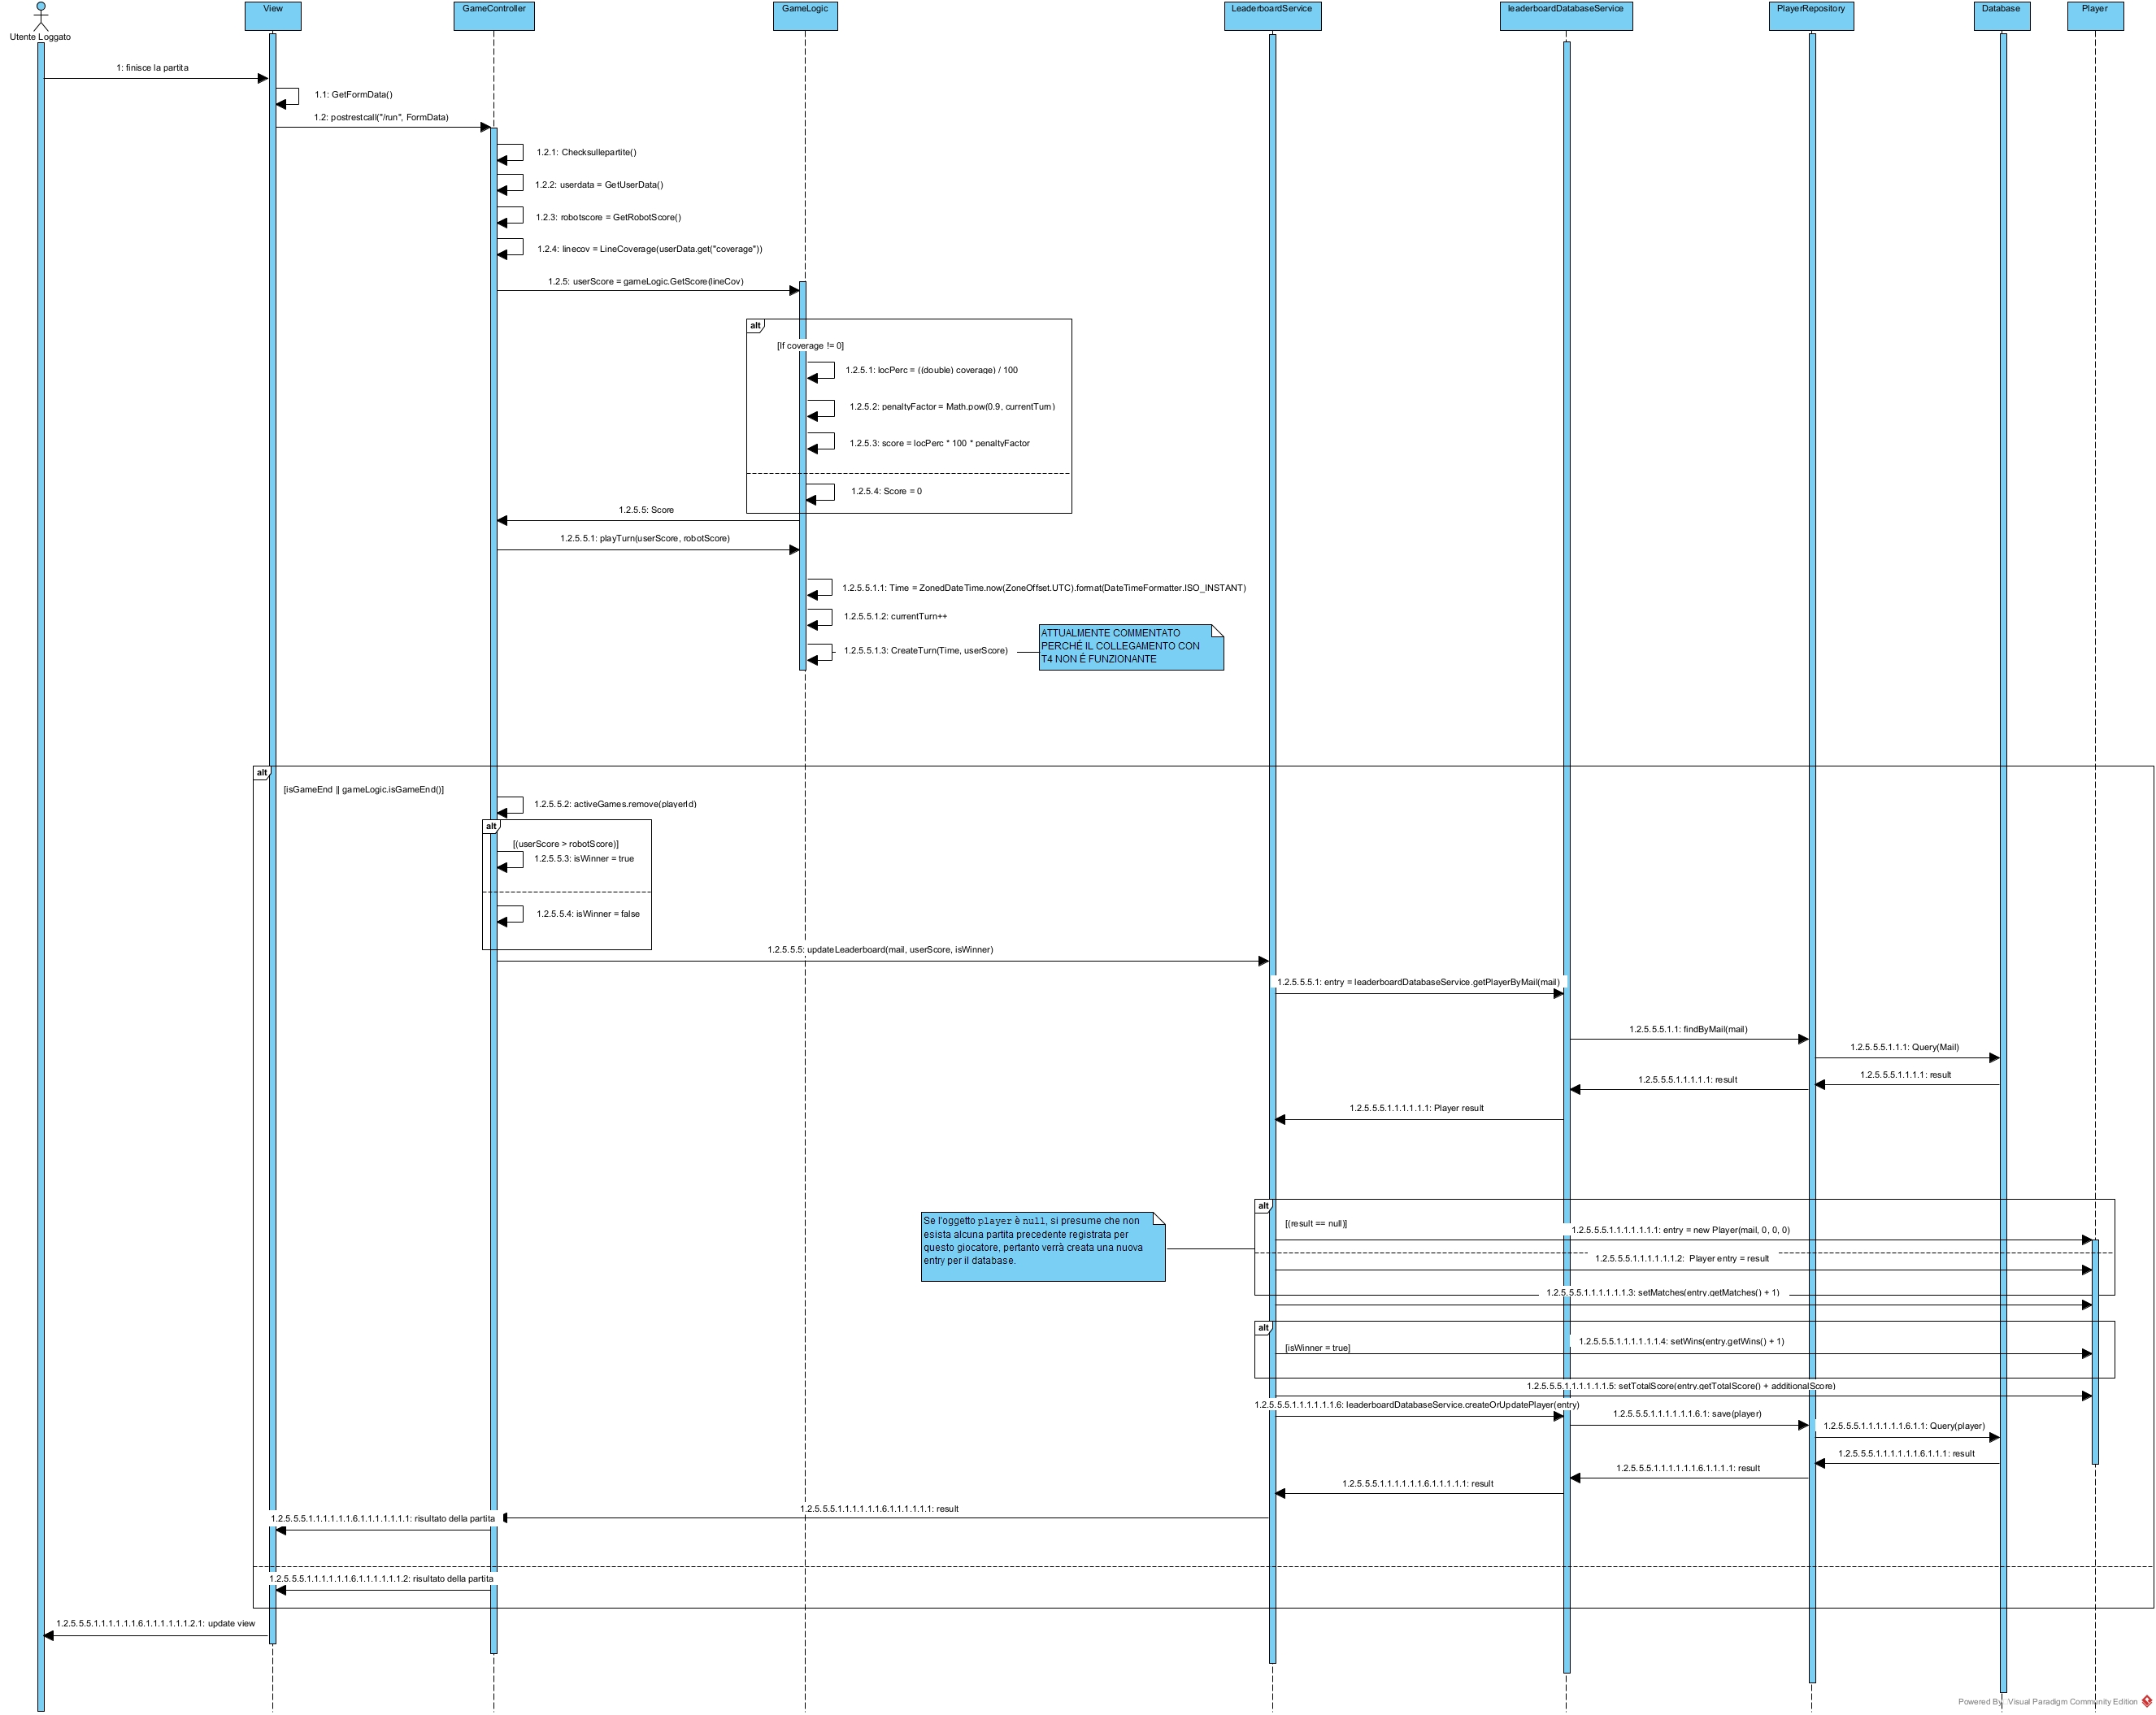 Utente Loggato
View
GameController
GameLogic
LeaderboardService
leaderboardDatabaseService
PlayerRepository
Database
Player
1: finisce la partita
1.1: GetFormData()
1.2: postrestcall("/run", FormData)
1.2.1: Checksullepartite()
1.2.2: userdata = GetUserData()
1.2.3: robotscore = GetRobotScore()
1.2.4: linecov = LineCoverage(userData.get("coverage"))
1.2.5: userScore = gameLogic.GetScore(lineCov)
alt
[If coverage != 0]
1.2.5.1: locPerc = ((double) coverage) / 100
1.2.5.2: penaltyFactor = Math.pow(0.9, currentTurn)
1.2.5.3: score = locPerc * 100 * penaltyFactor
1.2.5.4: Score = 0
1.2.5.5: Score
1.2.5.5.1: playTurn(userScore, robotScore)
1.2.5.5.1.1: Time = ZonedDateTime.now(ZoneOffset.UTC).format(DateTimeFormatter.ISO_INSTANT)
1.2.5.5.1.2: currentTurn++
1.2.5.5.1.3: CreateTurn(Time, userScore)
ATTUALMENTE COMMENTATO
PERCHÉ IL COLLEGAMENTO CON
T4 NON É FUNZIONANTE
alt
[isGameEnd || gameLogic.isGameEnd()]
1.2.5.5.2: activeGames.remove(playerId)
alt
[(userScore > robotScore)]
1.2.5.5.3: isWinner = true
1.2.5.5.4: isWinner = false
1.2.5.5.5: updateLeaderboard(mail, userScore, isWinner)
1.2.5.5.5.1: entry = leaderboardDatabaseService.getPlayerByMail(mail)
1.2.5.5.5.1.1: findByMail(mail)
1.2.5.5.5.1.1.1: Query(Mail)
1.2.5.5.5.1.1.1.1: result
1.2.5.5.5.1.1.1.1.1: result
1.2.5.5.5.1.1.1.1.1.1: Player result
alt
[(result == null)]
Se l'oggetto player è null, si presume che non
esista alcuna partita precedente registrata per
questo giocatore, pertanto verrà creata una nuova
entry per il database.
1.2.5.5.5.1.1.1.1.1.1.1: entry = new Player(mail, 0, 0, 0)
1.2.5.5.5.1.1.1.1.1.1.2: Player entry = result
1.2.5.5.5.1.1.1.1.1.1.3: setMatches(entry.getMatches() + 1)
alt
[isWinner = true]
1.2.5.5.5.1.1.1.1.1.1.4: setWins(entry.getWins() + 1)
1.2.5.5.5.1.1.1.1.1.1.5: setTotalScore(entry.getTotalScore() + additionalScore)
1.2.5.5.5.1.1.1.1.1.1.6: leaderboardDatabaseService.createOrUpdatePlayer(entry)
1.2.5.5.5.1.1.1.1.1.1.6.1: save(player)
1.2.5.5.5.1.1.1.1.1.1.6.1.1: Query(player)
1.2.5.5.5.1.1.1.1.1.1.6.1.1.1: result
1.2.5.5.5.1.1.1.1.1.1.6.1.1.1.1: result
1.2.5.5.5.1.1.1.1.1.1.6.1.1.1.1.1: result
1.2.5.5.5.1.1.1.1.1.1.6.1.1.1.1.1.1: result
1.2.5.5.5.1.1.1.1.1.1.6.1.1.1.1.1.1.1: risultato della partita
1.2.5.5.5.1.1.1.1.1.1.6.1.1.1.1.1.1.2: risultato della partita
1.2.5.5.5.1.1.1.1.1.1.6.1.1.1.1.1.1.2.1: update view
Powered By Visual Paradigm Community Edition